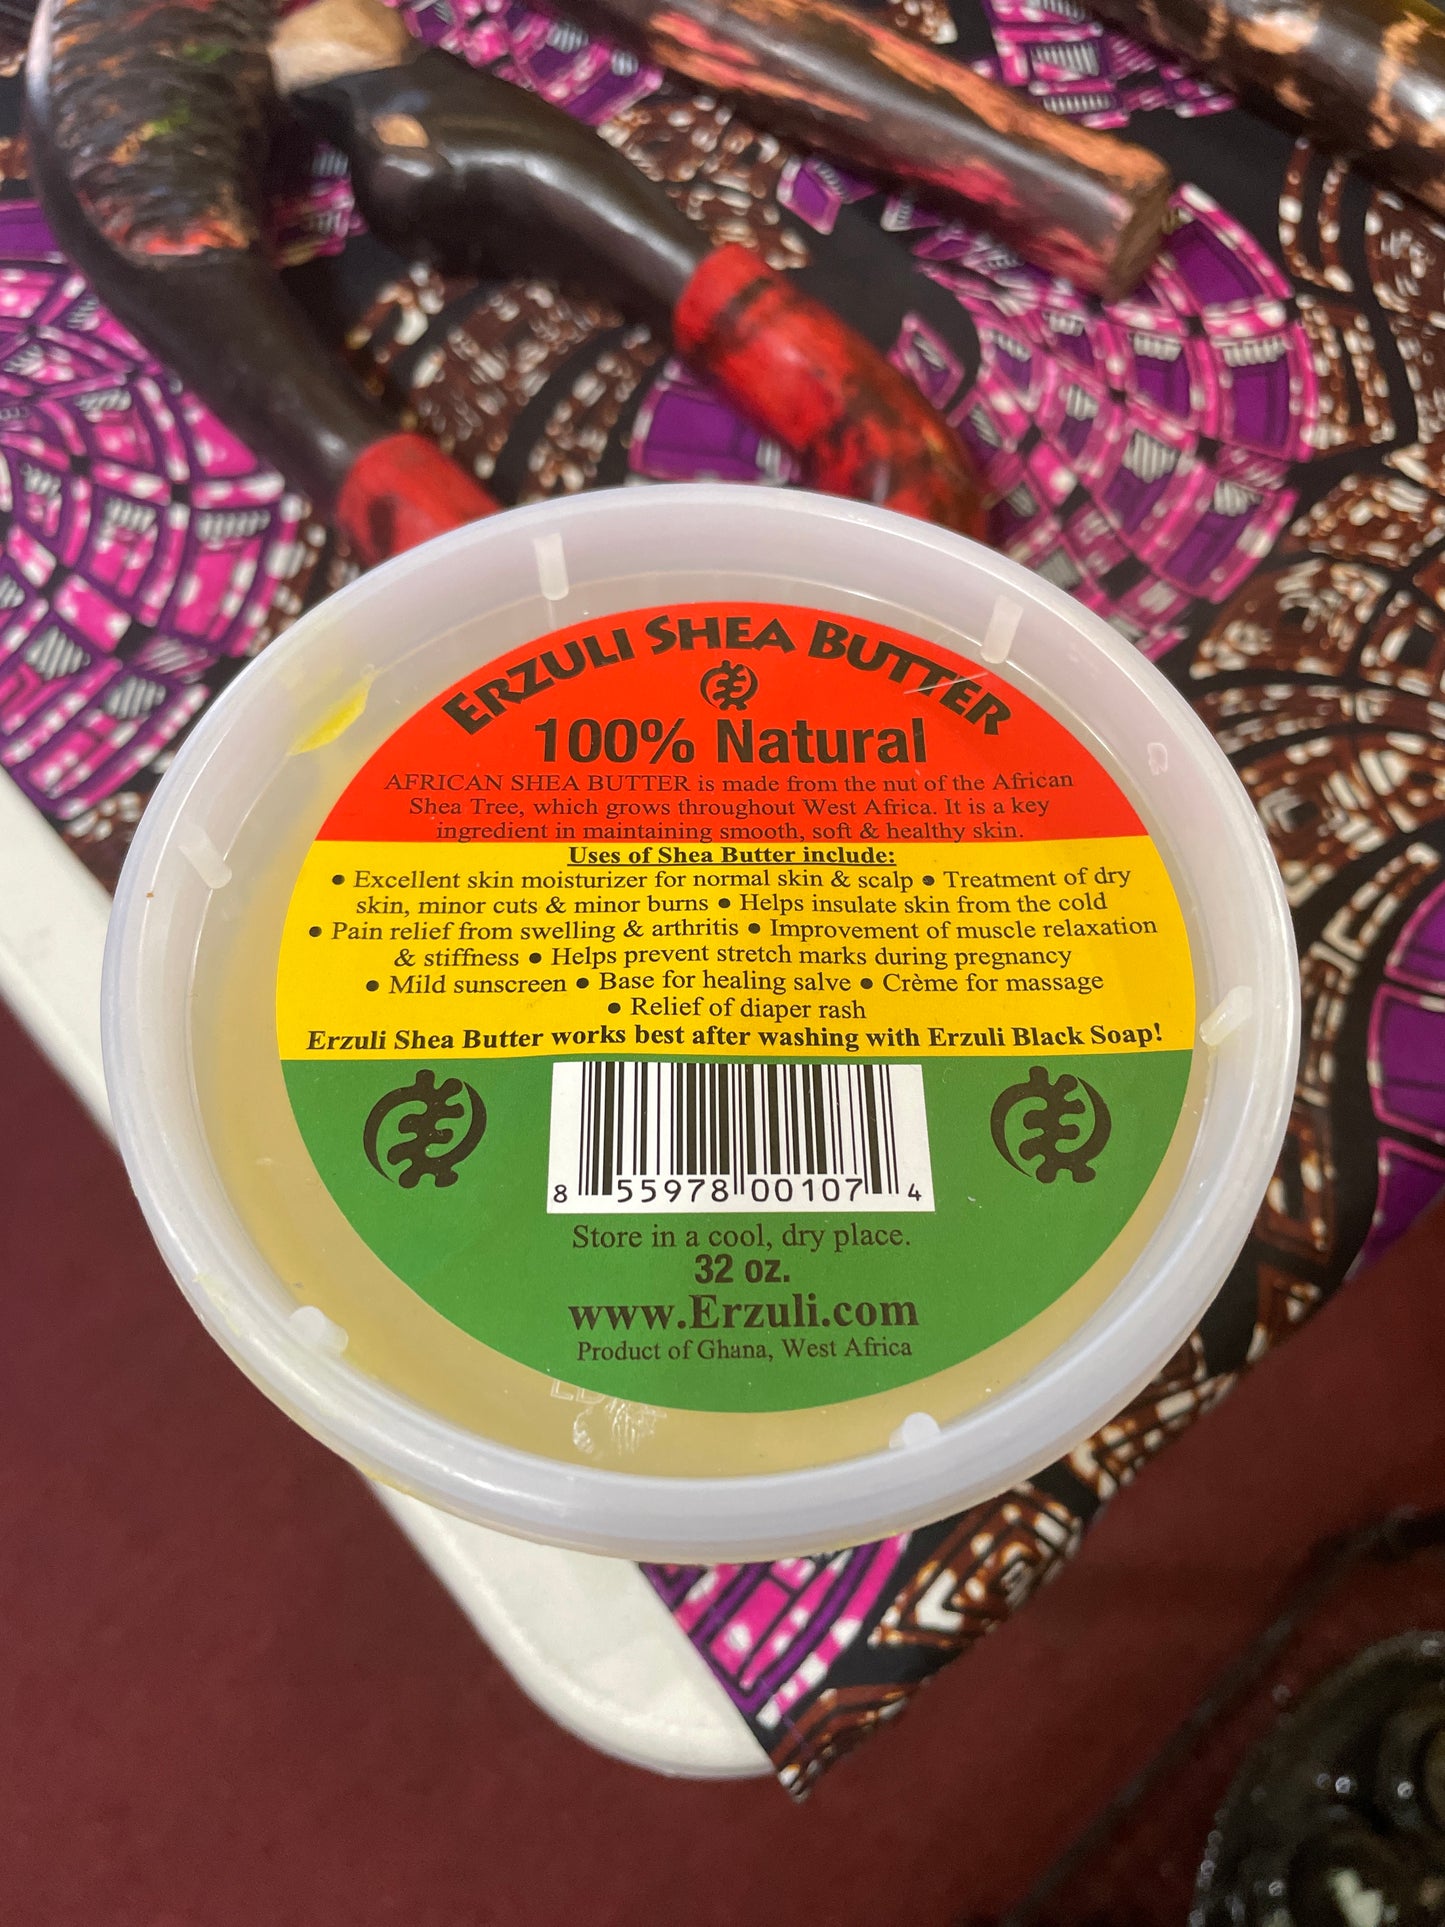 ERZULI SHEA BUTTER
100% Natural
AFRICAN SHEA BUTTER is made from the nut of the African
Shea Tree, which grows throughout West Africa. It is a key
ingredient in maintaining smooth, soft & healthy skin.
Uses of Shea Butter include:
• Excellent skin moisturizer for normal skin & scalp • Treatment of dry
skin, minor cuts & minor burns • Helps insulate skin from the cold
• Pain relief from swelling & arthritis • Improvement of muscle relaxation
& stiffness • Helps prevent stretch marks during pregnancy
• Mild sunscreen • Base for healing salve • Crème for massage
• Relief of diaper rash
Erzuli Shea Butter works best after washing with Erzuli Black Soap!
8 55978 00107 4
Store in a cool, dry place.
32 oz.
www.Erzuli.com
Product of Ghana, West Africa